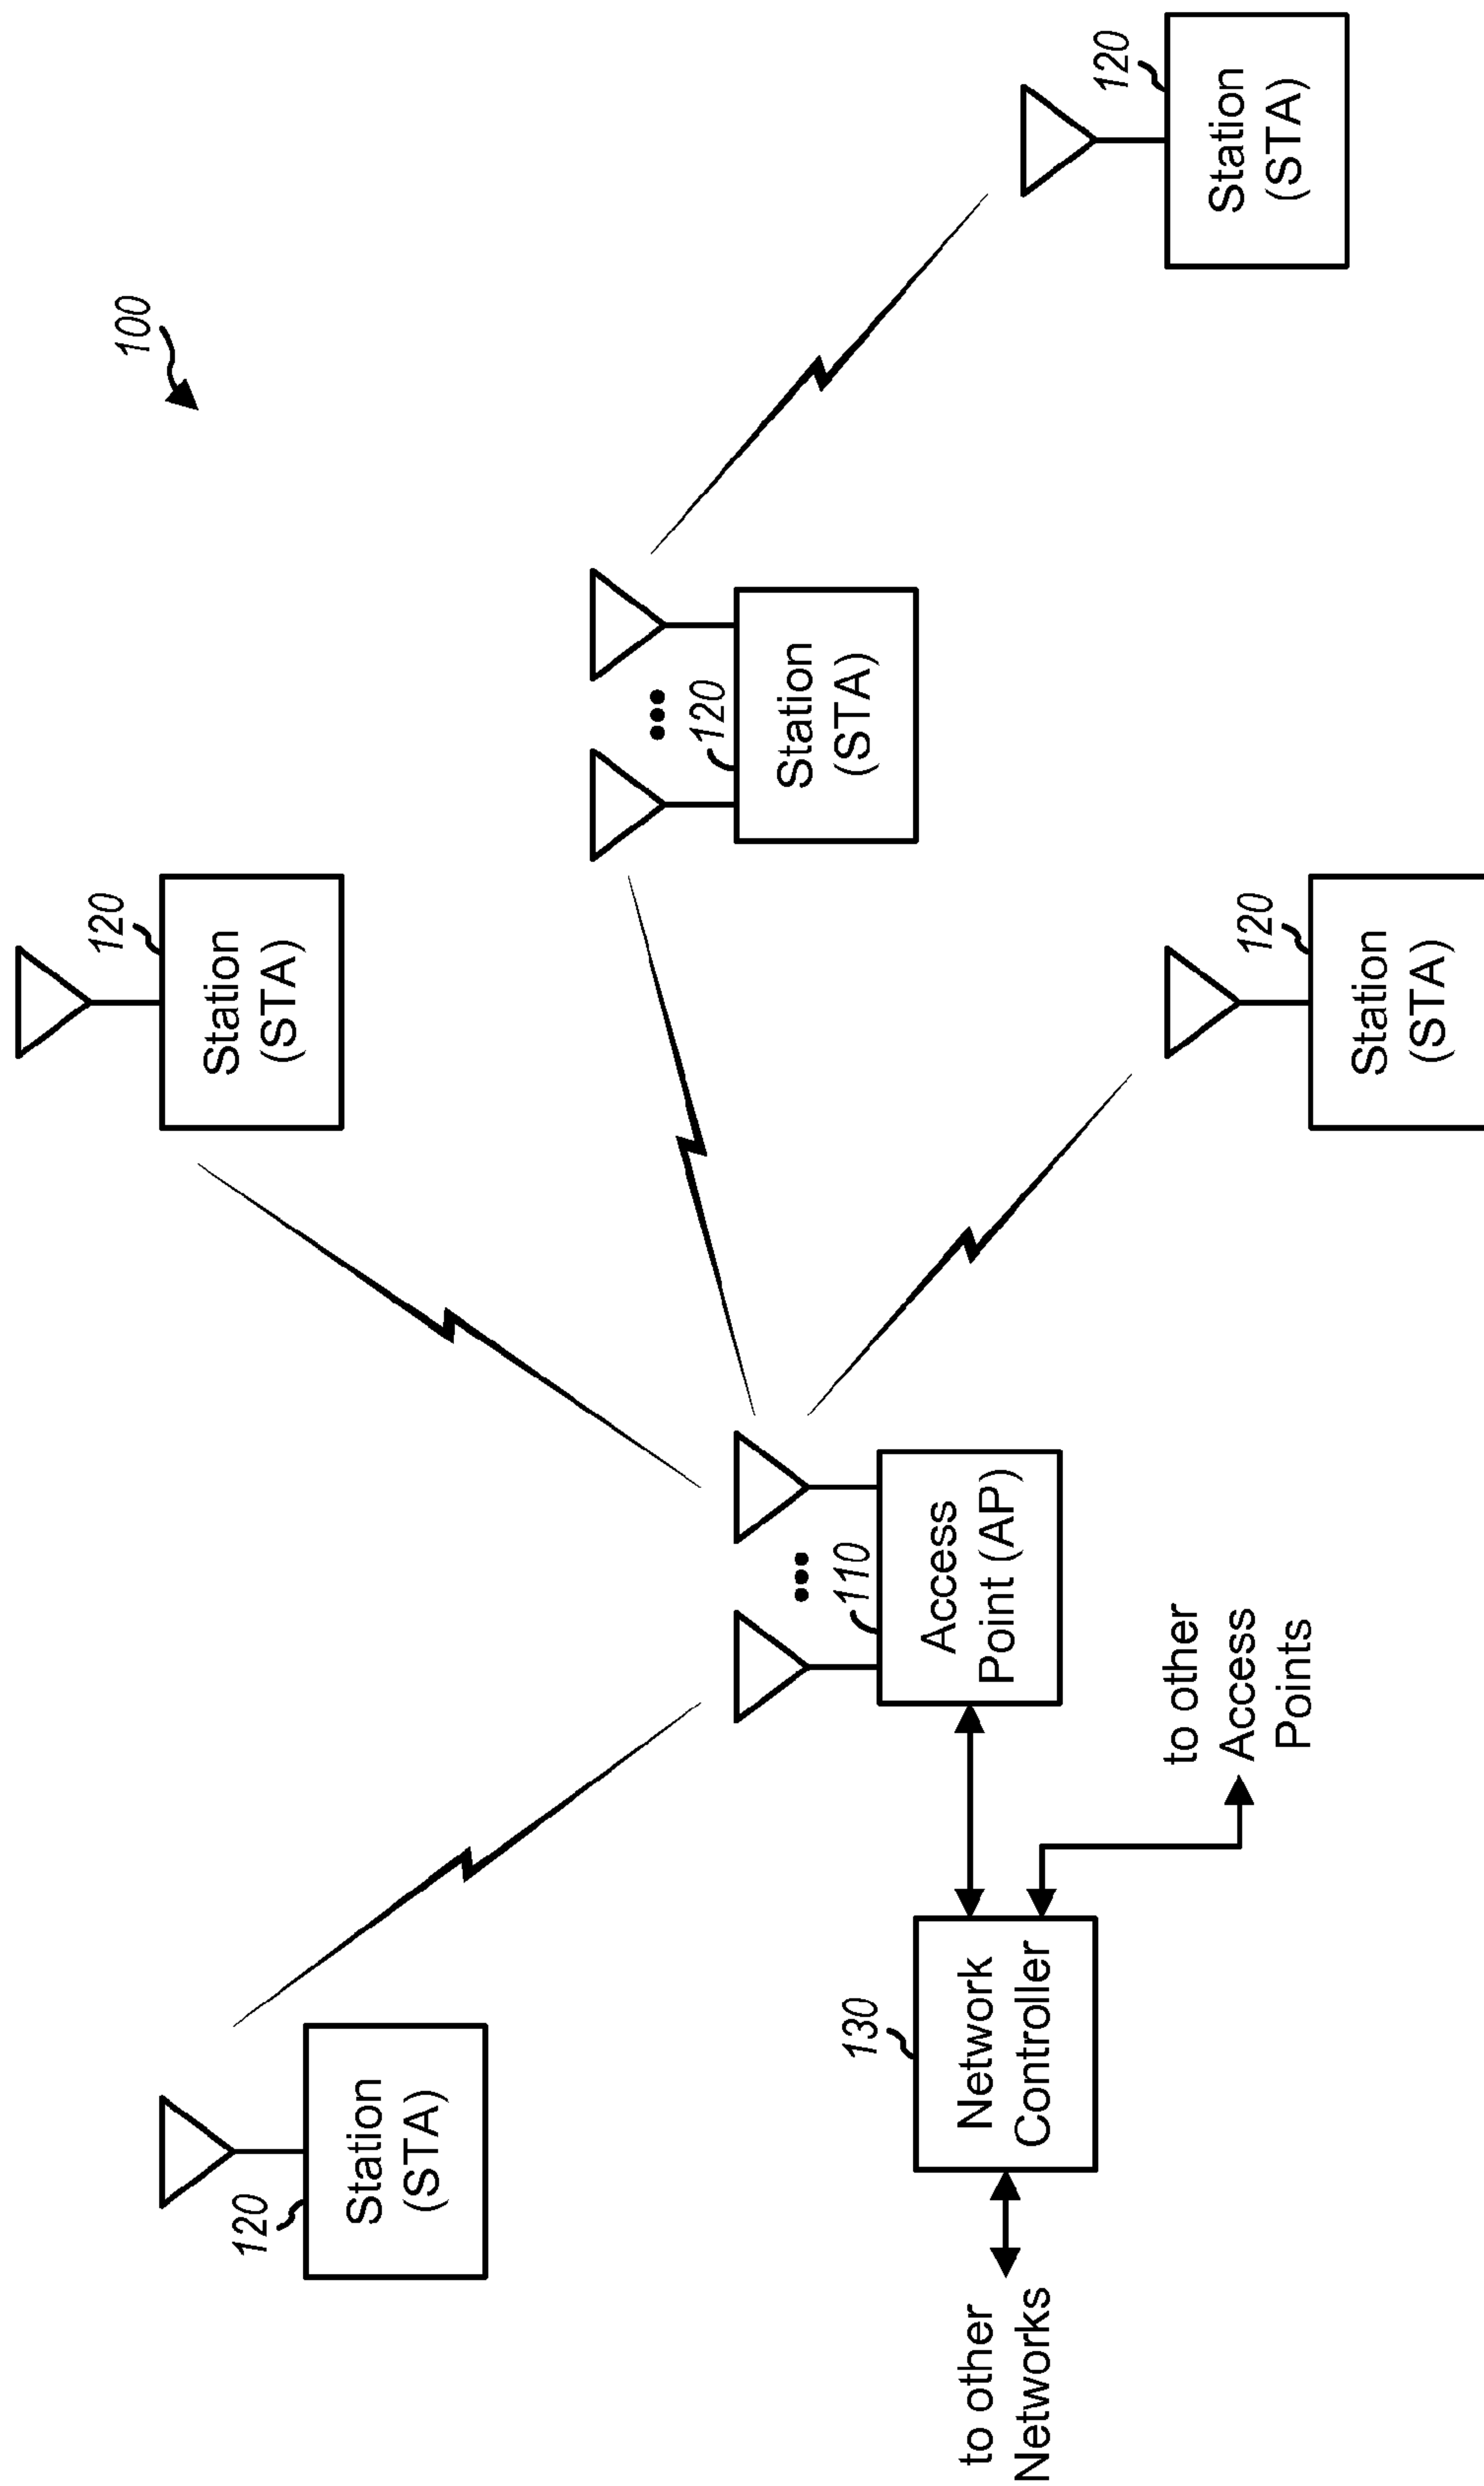 100
120
Station
(STA)
120
Station
(STA)
120
Station
(STA)
120
Station
(STA)
120
Station
(STA)
110
Access
Point (AP)
130
Network
Controller
to other
Networks
to other
Access
Points